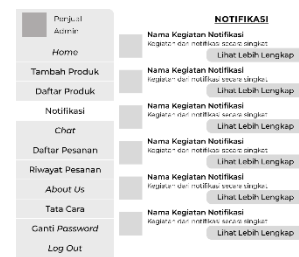 Penjual
Admin
Home
Tambah Produk
Daftar Produk
Notifikasi
Chat
Daftar Pesanan
Riwayat Pesanan
About Us
Tata Cara
Ganti Password
Log Out
NOTIFIKASI
Nama Kegiatan Notifikasi
Kegiatan dari notifikasi secara singkat
Lihat Lebih Lengkap
Nama Kegiatan Notifikasi
Kegiatan dari notifikasi secara singkat
Lihat Lebih Lengkap
Nama Kegiatan Notifikasi
Kegiatan dari notifikasi secara singkat
Lihat Lebih Lengkap
Nama Kegiatan Notifikasi
Kegiatan dari notifikasi secara singkat
Lihat Lebih Lengkap
Nama Kegiatan Notifikasi
Kegiatan dari notifikasi secara singkat
Lihat Lebih Lengkap
Nama Kegiatan Notifikasi
Kegiatan dari notifikasi secara singkat
Lihat Lebih Lengkap